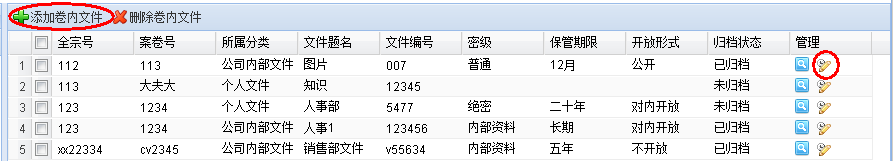 添加卷内文件 删除卷内文件
全宗号 案卷号 所属分类 文件题名 文件编号 密级 保管期限 开放形式 归档状态 管理
1 112 113 公司内部文件 图片 007 普通 12月 公开 已归档
2 113 大夫大 个人文件 知识 12345 未归档
3 123 1234 个人文件 人事部 5477 绝密 二十年 对内开放 已归档
4 123 1234 公司内部文件 人事1 123456 内部资料 长期 对内开放 已归档
5 xx22334 cv2345 公司内部文件 销售部文件 v55634 内部资料 五年 不开放 已归档